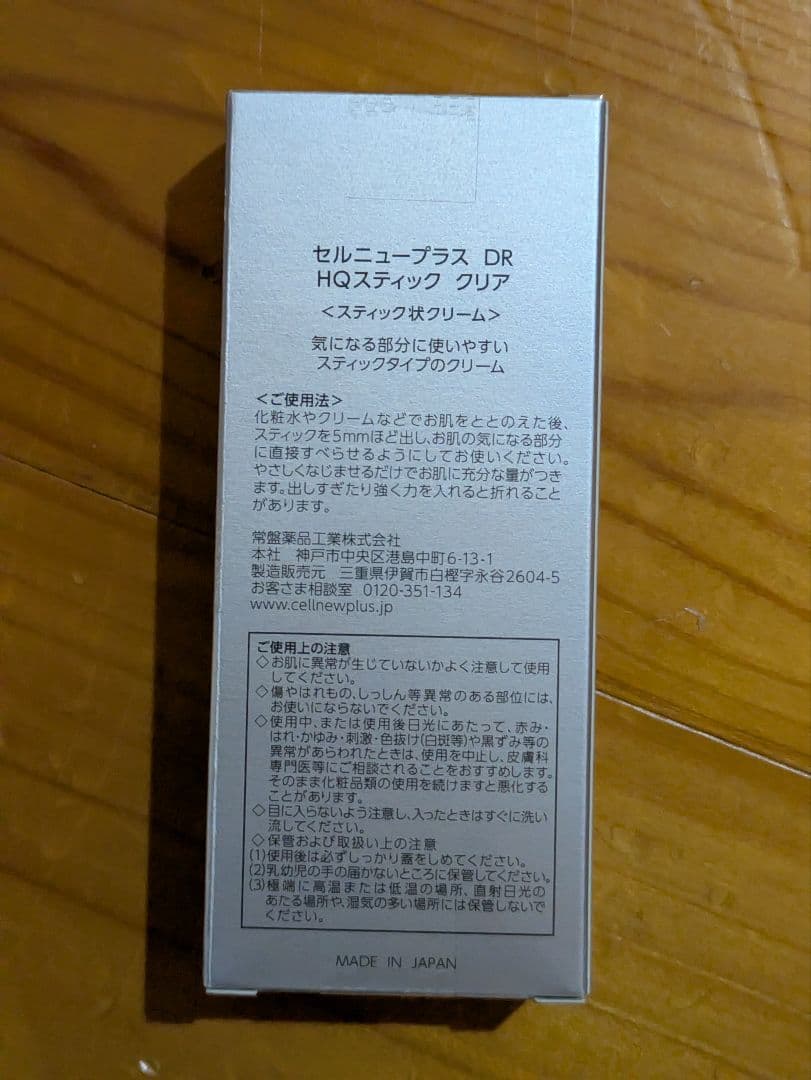 セルニュープラス DR
HQスティック クリア
＜スティック状クリーム＞
気になる部分に使いやすい
スティックタイプのクリーム
＜ご使用法＞
化粧水やクリームなどでお肌をととのえた後、
スティックを5mmほど出し、お肌の気になる部分
に直接すべらせるようにしてお使いください。
やさしくなじませるだけでお肌に充分な量がつき
ます。出しすぎたり強く力を入れると折れること
があります。
常盤薬品工業株式会社
本社 神戸市中央区港島中町6-13-1
製造販売元 三重県伊賀市白樫字永谷2604-5
お客さま相談室 0120-351-134
www.cellnewplus.jp
ご使用上の注意
◇お肌に異常が生じていないかよく注意して使用
してください。
◇傷やはれもの、しっしん等異常のある部位には、
お使いにならないでください。
◇使用中、または使用後日光にあたって、赤み・
はれ・かゆみ・刺激・色抜け(白斑等)や黒ずみ等の
異常があらわれたときは、使用を中止し、皮膚科
専門医等にご相談されることをおすすめします。
そのまま化粧品類の使用を続けますと悪化する
ことがあります。
◇目に入らないよう注意し、入ったときはすぐに洗い
流してください。
◇保管および取扱い上の注意
(1)使用後は必ずしっかり蓋をしめてください。
(2)乳幼児の手の届かないところに保管してください。
(3)極端に高温または低温の場所、直射日光の
あたる場所や、湿気の多い場所には保管しないで
ください。
MADE IN JAPAN